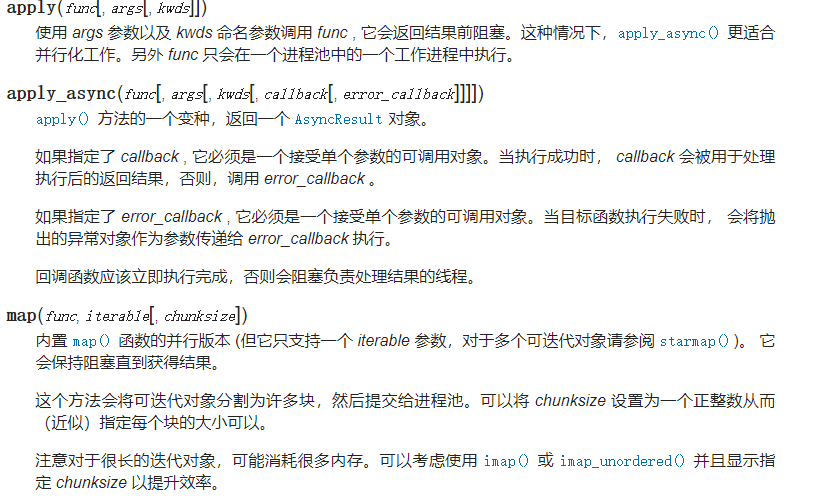 apply(func[, args[, kwds]])
使用 args 参数以及 kwds 命名参数调用 func , 它会返回结果前阻塞。这种情况下，apply_async() 更适合
并行化工作。另外 func 只会在一个进程池中的一个工作进程中执行。
apply_async(func[, args[, kwds[, callback[, error_callback]]]])
apply() 方法的一个变种，返回一个 AsyncResult 对象。
如果指定了 callback , 它必须是一个接受单个参数的可调用对象。当执行成功时， callback 会被用于处理
执行后的返回结果，否则，调用 error_callback 。
如果指定了 error_callback , 它必须是一个接受单个参数的可调用对象。当目标函数执行失败时， 会将抛
出的异常对象作为参数传递给 error_callback 执行。
回调函数应该立即执行完成，否则会阻塞负责处理结果的线程。
map(func, iterable[, chunksize])
内置 map() 函数的并行版本 (但它只支持一个 iterable 参数，对于多个可迭代对象请参阅 starmap() )。 它
会保持阻塞直到获得结果。
这个方法会将可迭代对象分割为许多块，然后提交给进程池。可以将 chunksize 设置为一个正整数从而
（近似）指定每个块的大小可以。
注意对于很长的迭代对象，可能消耗很多内存。可以考虑使用 imap() 或 imap_unordered() 并且显示指
定 chunksize 以提升效率。